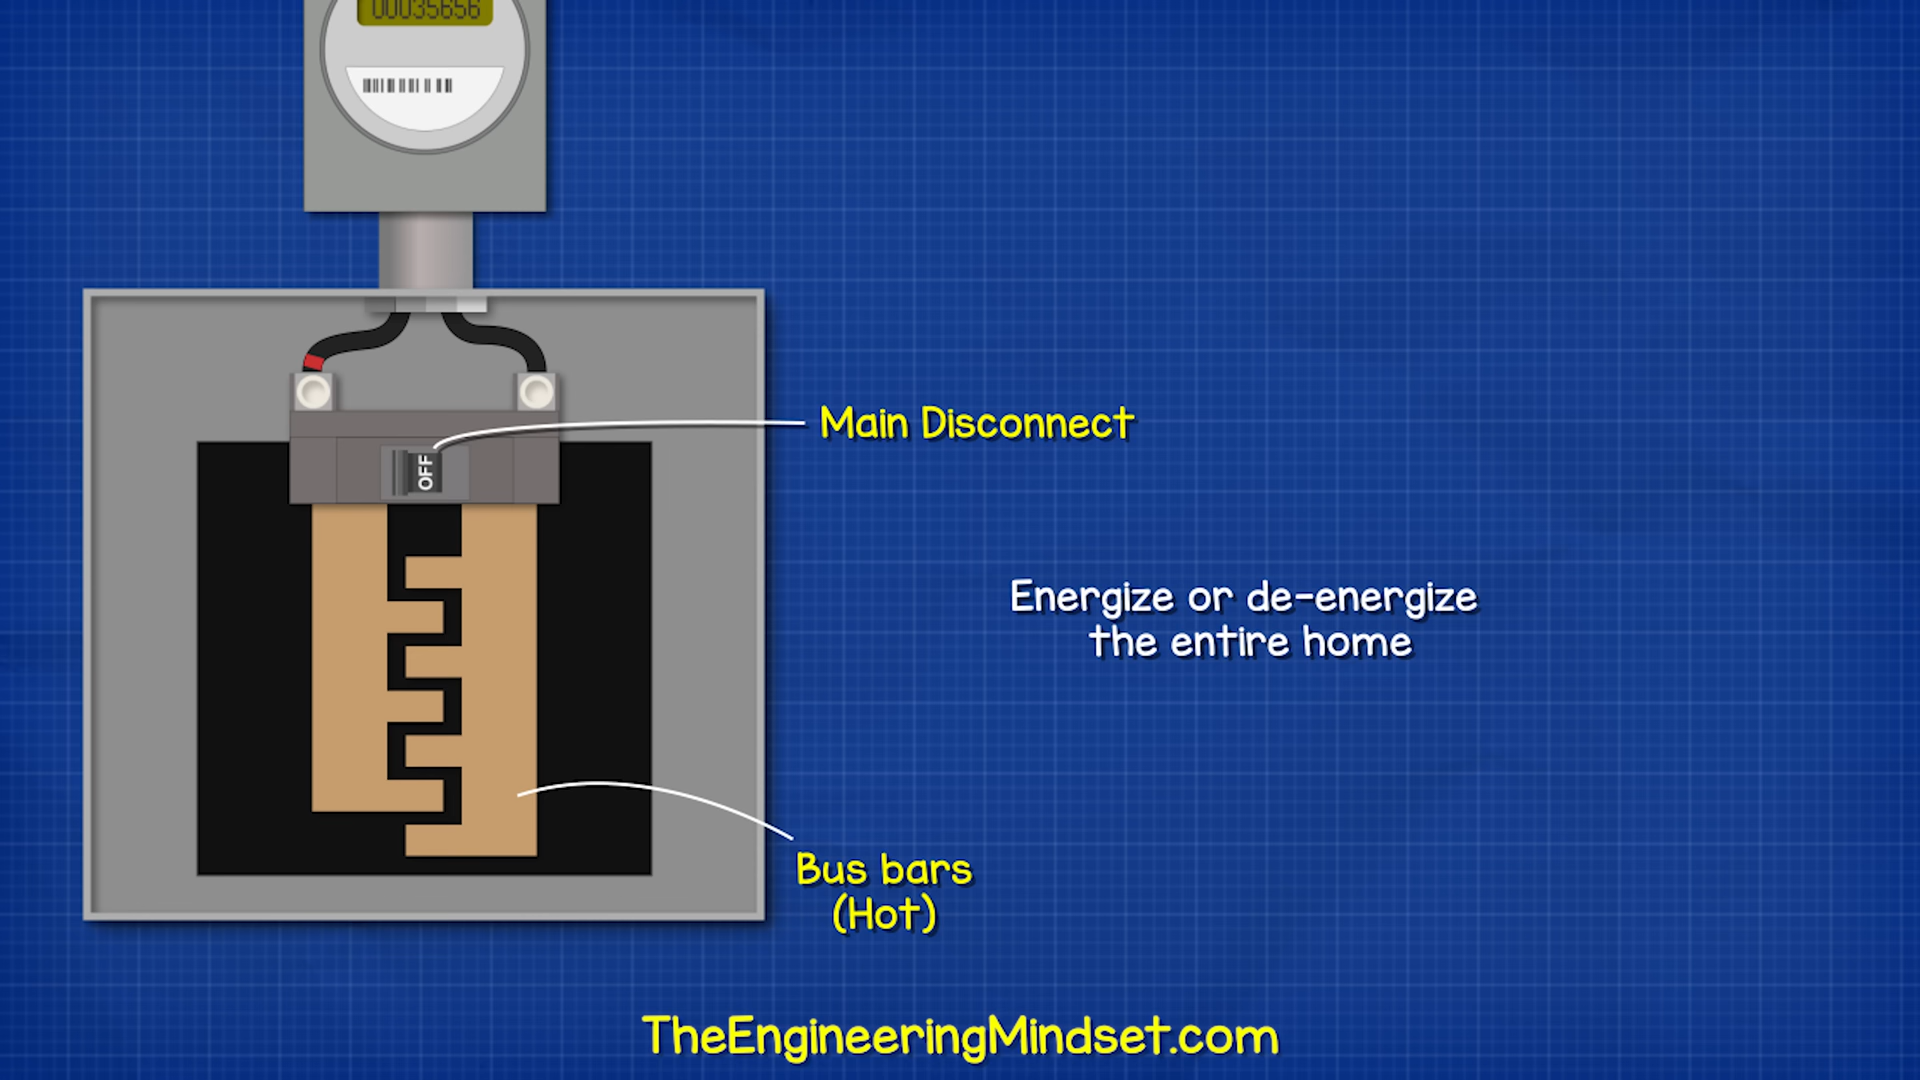 00035656
Main Disconnect
OFF
Energize or de-energize
the entire home
Bus bars
(Hot)
TheEngineeringMindset.com